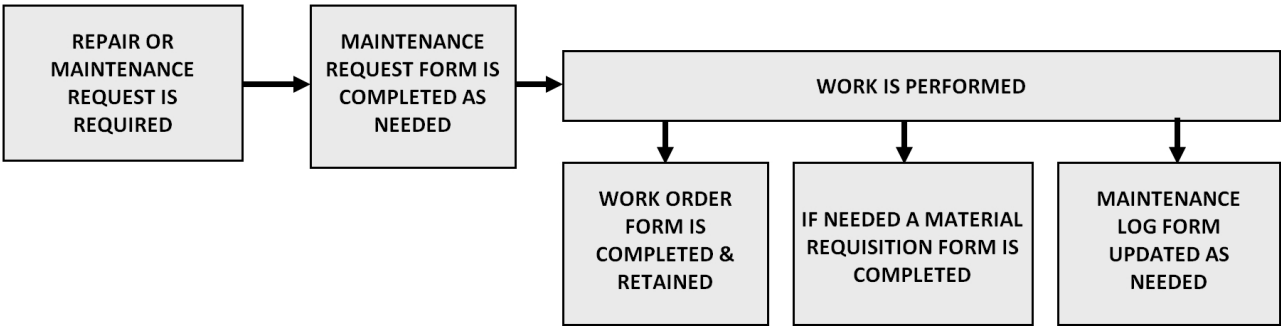 REPAIR OR
MAINTENANCE
REQUEST IS
REQUIRED
MAINTENANCE
REQUEST FORM IS
COMPLETED AS
NEEDED
WORK IS PERFORMED
WORK ORDER
FORM IS
COMPLETED &
RETAINED
IF NEEDED A MATERIAL
REQUISITION FORM IS
COMPLETED
MAINTENANCE
LOG FORM
UPDATED AS
NEEDED